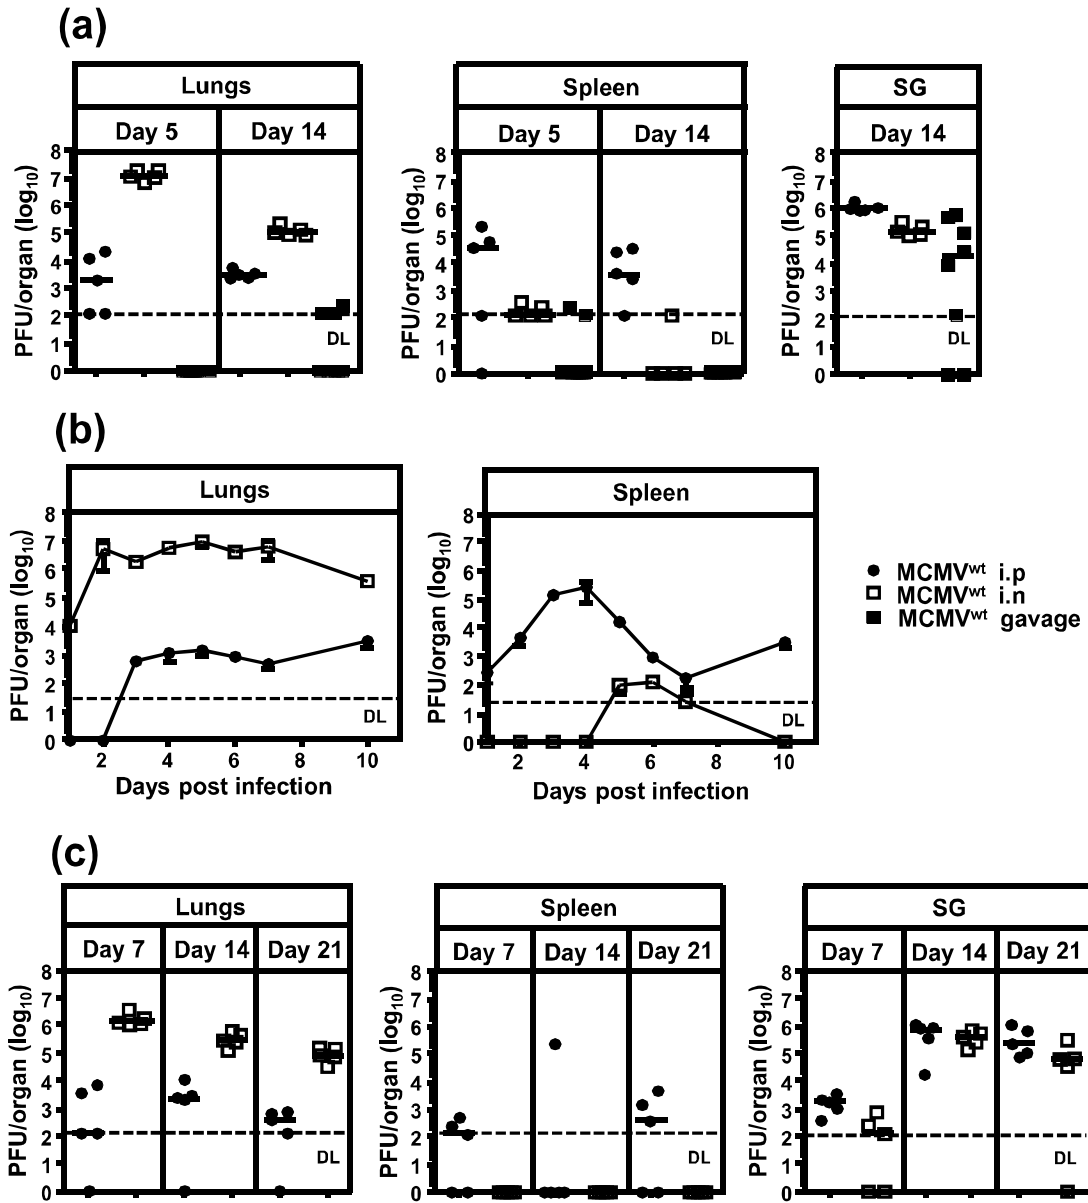 (a)
Lungs
Spleen
SG
Day 5
Day 14
Day 5
Day 14
Day 14
PFU/organ (log10)
8
7
6
5
4
3
2
1
0
DL
PFU/organ (log10)
8
7
6
5
4
3
2
1
0
DL
PFU/organ (log10)
8
7
6
5
4
3
2
1
0
DL
(b)
Lungs
PFU/organ (log10)
8
7
6
5
4
3
2
1
0
DL
2 4 6 8 10
Days post infection
Spleen
PFU/organ (log10)
8
7
6
5
4
3
2
1
0
DL
2 4 6 8 10
Days post infection
MCMVwt i.p
MCMVwt i.n
MCMVwt gavage
(c)
Lungs
Day 7
Day 14
Day 21
PFU/organ (log10)
8
7
6
5
4
3
2
1
0
DL
Spleen
Day 7
Day 14
Day 21
PFU/organ (log10)
8
7
6
5
4
3
2
1
0
DL
SG
Day 7
Day 14
Day 21
PFU/organ (log10)
8
7
6
5
4
3
2
1
0
DL